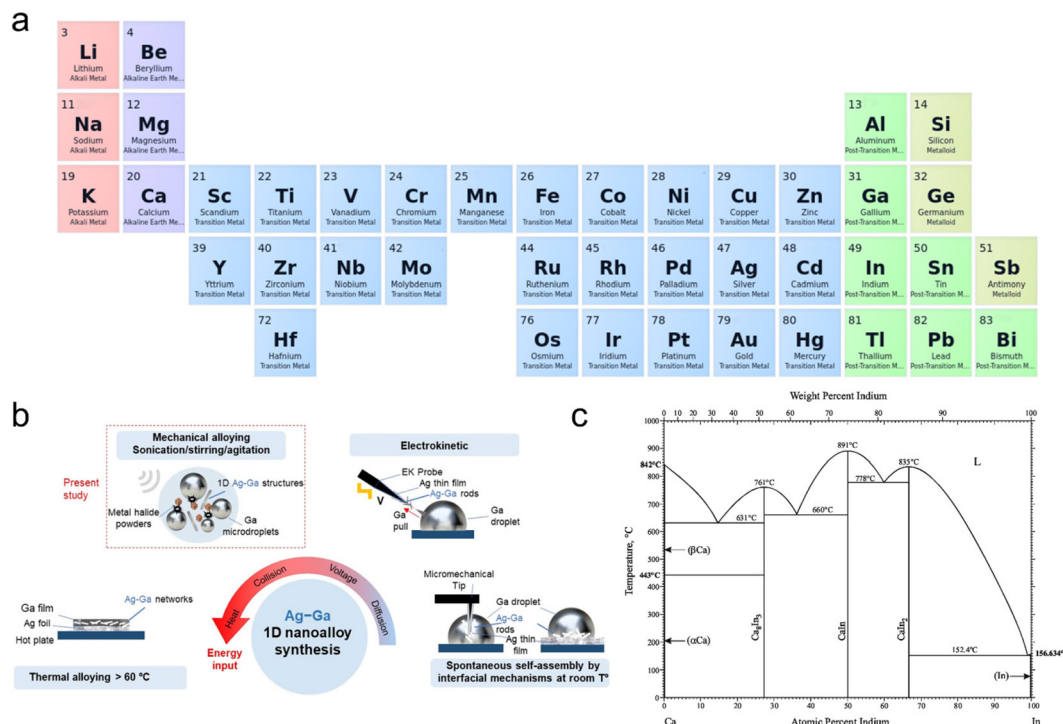 a
3
Li
Lithium
Alkali Metal
4
Be
Beryllium
Alkaline Earth Me...
11
Na
Sodium
Alkali Metal
12
Mg
Magnesium
Alkaline Earth Me...
13
Al
Aluminum
Post-Transition M...
14
Si
Silicon
Metalloid
19
K
Potassium
Alkali Metal
20
Ca
Calcium
Alkaline Earth Me...
21
Sc
Scandium
Transition Metal
22
Ti
Titanium
Transition Metal
23
V
Vanadium
Transition Metal
24
Cr
Chromium
Transition Metal
25
Mn
Manganese
Transition Metal
26
Fe
Iron
Transition Metal
27
Co
Cobalt
Transition Metal
28
Ni
Nickel
Transition Metal
29
Cu
Copper
Transition Metal
30
Zn
Zinc
Transition Metal
31
Ga
Gallium
Post-Transition M...
32
Ge
Germanium
Metalloid
39
Y
Yttrium
Transition Metal
40
Zr
Zirconium
Transition Metal
41
Nb
Niobium
Transition Metal
42
Mo
Molybdenum
Transition Metal
44
Ru
Ruthenium
Transition Metal
45
Rh
Rhodium
Transition Metal
46
Pd
Palladium
Transition Metal
47
Ag
Silver
Transition Metal
48
Cd
Cadmium
Transition Metal
49
In
Indium
Post-Transition M...
50
Sn
Tin
Post-Transition M...
51
Sb
Antimony
Metalloid
72
Hf
Hafnium
Transition Metal
76
Os
Osmium
Transition Metal
77
Ir
Iridium
Transition Metal
78
Pt
Platinum
Transition Metal
79
Au
Gold
Transition Metal
80
Hg
Mercury
Transition Metal
81
Tl
Thallium
Post-Transition M...
82
Pb
Lead
Post-Transition M...
83
Bi
Bismuth
Post-Transition M...
b
Mechanical alloying
Sonication/stirring/agitation
Present
study
1D Ag-Ga structures
Metal halide
powders
Ga
microdroplets
Electrokinetic
EK Probe
Ag thin film
Ag-Ga rods
V
Ga
pull
Ga
droplet
Heat
Collision
Voltage
Diffusion
Ag–Ga
1D nanoalloy
synthesis
Energy
input
Ga film
Ag foil
Hot plate
Ag-Ga networks
Thermal alloying > 60 ºC
Micromechanical
Tip
Ga droplet
Ag-Ga
rods
Ag thin
film
Spontaneous self-assembly by
interfacial mechanisms at room Tº
c
Weight Percent Indium
0 10 20 30 40 50 60 70 80 90 100
1000
900
800
700
600
500
400
300
200
100
0
Temperature, °C
842°C
443°C
761°C
631°C
660°C
891°C
778°C
835°C
L
(βCa)
(αCa)
Ca8In3
CaIn
CaIn2
152.4°C
156.634°C
(In)
0 10 20 30 40 50 60 70 80 90 100
Ca
Atomic Percent Indium
In